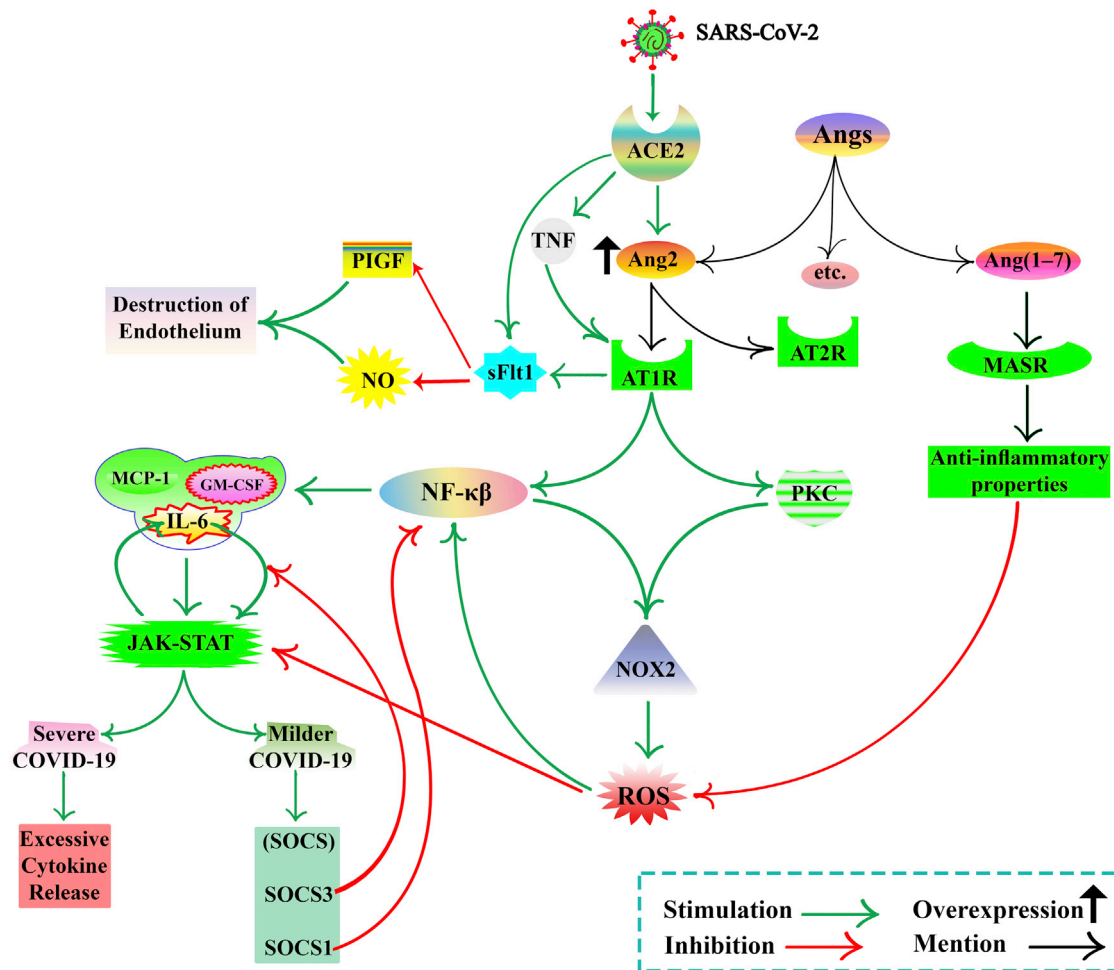 SARS-CoV-2
ACE2
Angs
TNF
Ang2
etc.
Ang(1–7)
PIGF
Destruction of
Endothelium
NO
sFlt1
AT1R
AT2R
MASR
Anti-inflammatory
properties
MCP-1
GM-CSF
IL-6
NF-κβ
PKC
JAK-STAT
NOX2
Severe
COVID-19
Milder
COVID-19
ROS
Excessive
Cytokine
Release
(SOCS)
SOCS3
SOCS1
Stimulation
Overexpression
Inhibition
Mention